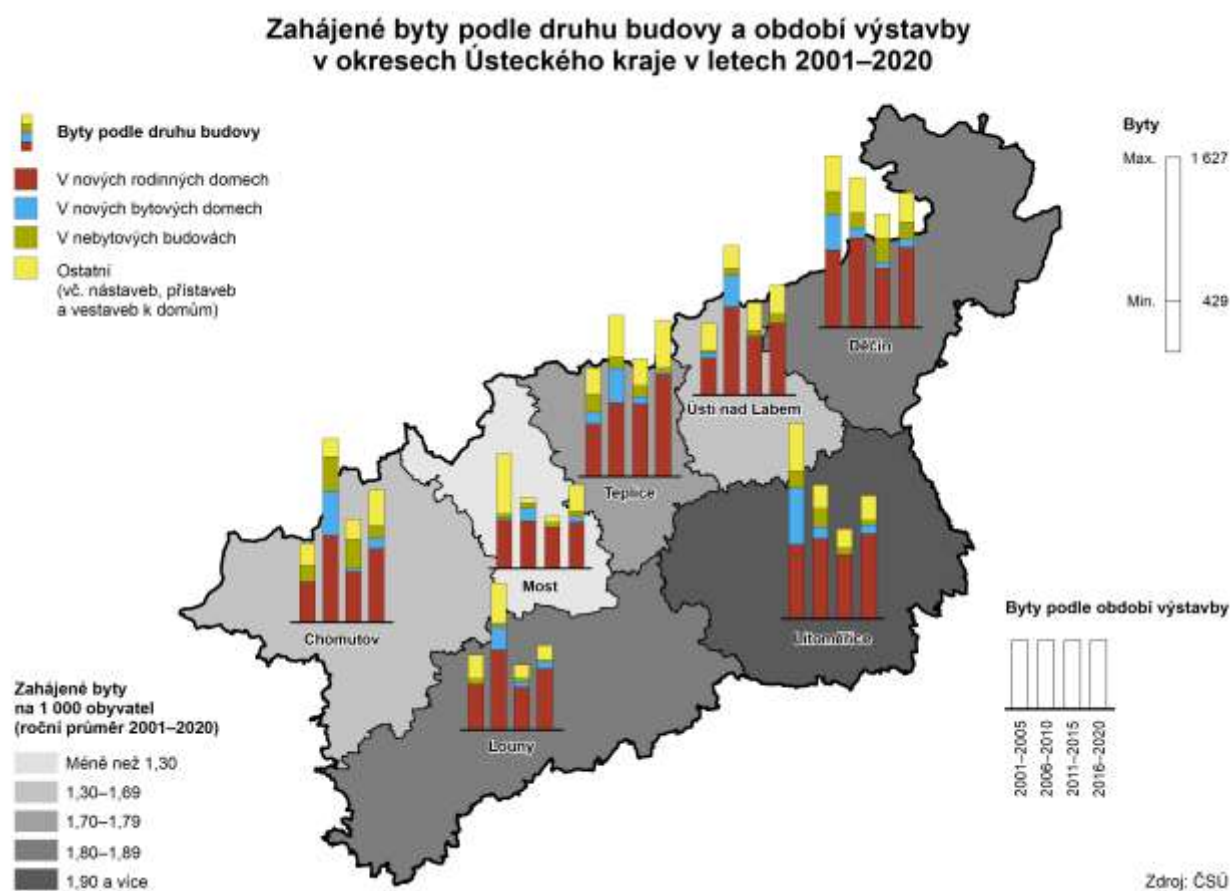 Zahájené byty podle druhu budovy a období výstavby
v okresech Ústeckého kraje v letech 2001–2020
Byty podle druhu budovy
V nových rodinných domech
V nových bytových domech
V nebytových budovách
Ostatní
(vč. nástaveb, přístaveb
a vestaveb k domům)
Byty
Max. 1 627
Min. 429
Děčín
Ústí nad Labem
Teplice
Most
Chomutov
Litoměřice
Louny
Byty podle období výstavby
2001–2005
2006–2010
2011–2015
2016–2020
Zahájené byty
na 1 000 obyvatel
(roční průměr 2001–2020)
Méně než 1,30
1,30–1,69
1,70–1,79
1,80–1,89
1,90 a více
Zdroj: ČSÚ